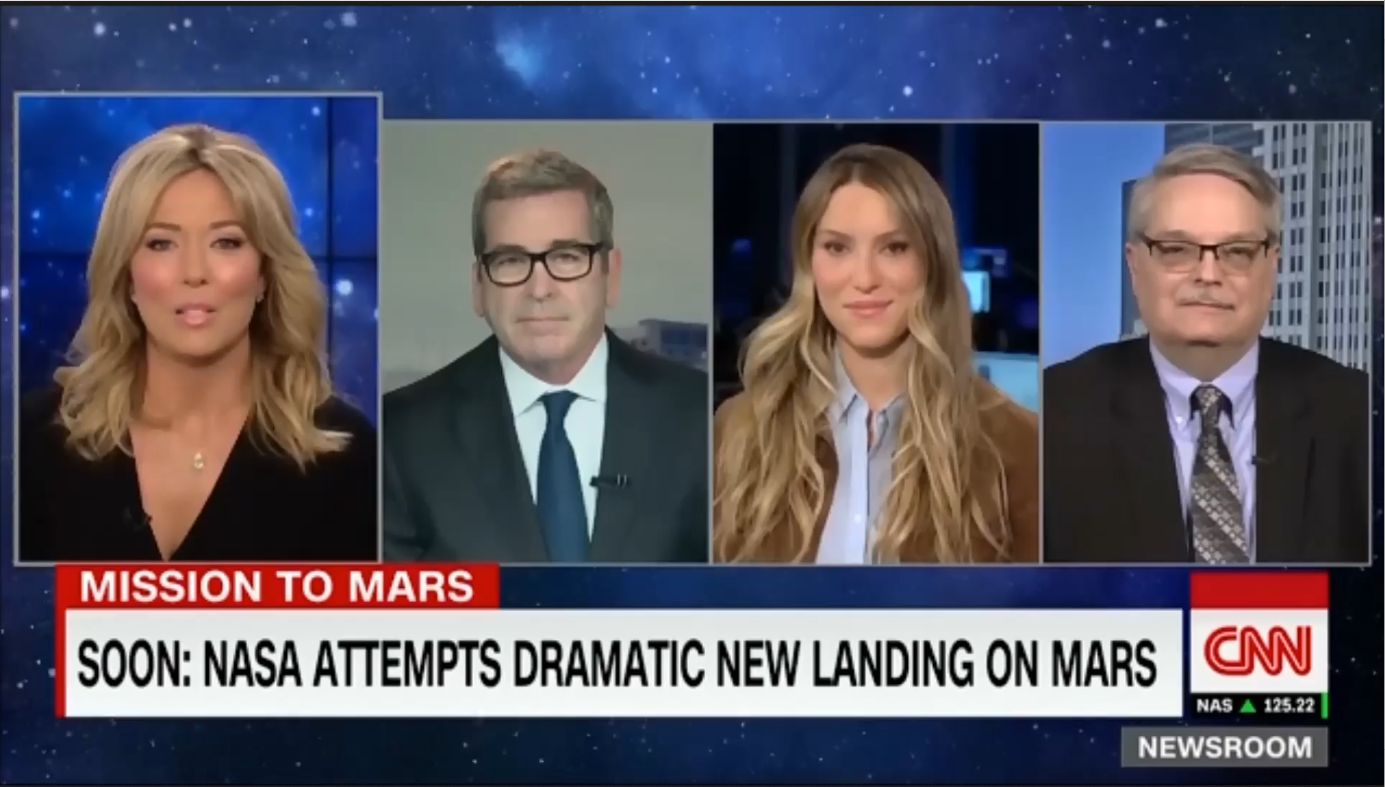 MISSION TO MARS
SOON: NASA ATTEMPTS DRAMATIC NEW LANDING ON MARS
CNN
NAS ▲ 125.22
NEWSROOM